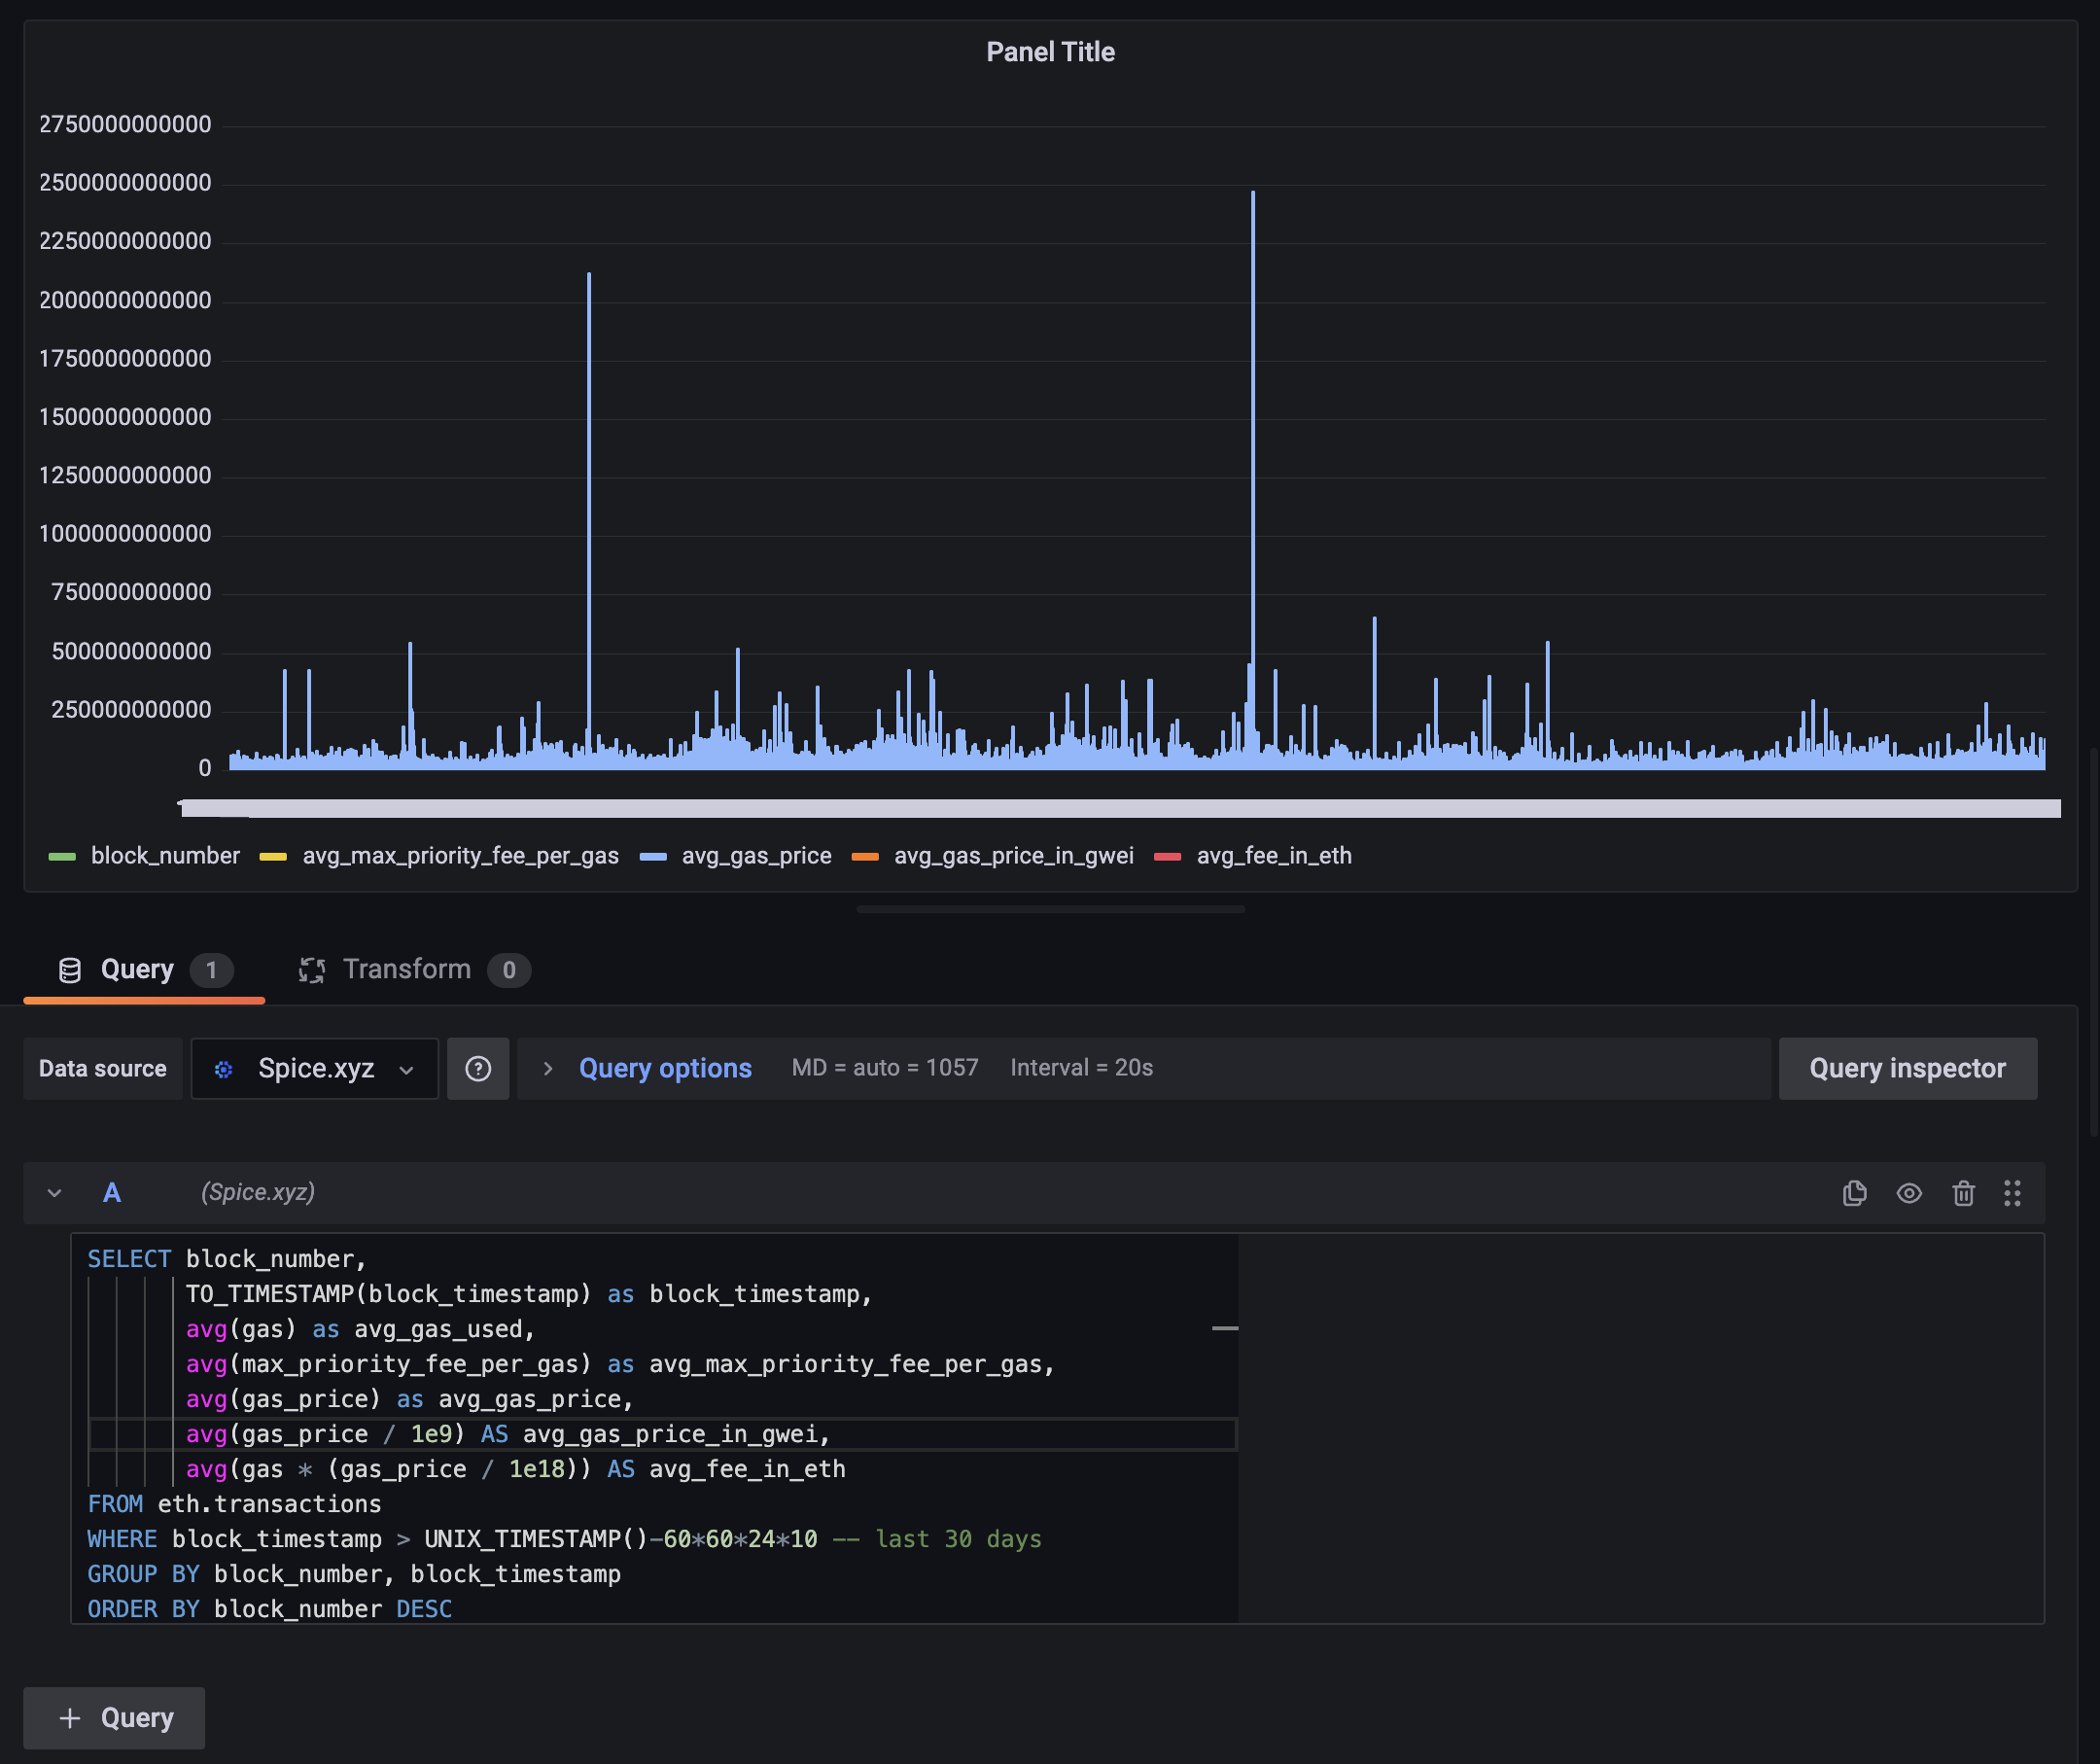 Panel Title
2750000000000
2500000000000
2250000000000
2000000000000
1750000000000
1500000000000
1250000000000
1000000000000
750000000000
500000000000
250000000000
0
block_number avg_max_priority_fee_per_gas avg_gas_price avg_gas_price_in_gwei avg_fee_in_eth
Query 1 Transform 0
Data source Spice.xyz Query options MD = auto = 1057 Interval = 20s Query inspector
A (Spice.xyz)
SELECT block_number,
TO_TIMESTAMP(block_timestamp) as block_timestamp,
avg(gas) as avg_gas_used,
avg(max_priority_fee_per_gas) as avg_max_priority_fee_per_gas,
avg(gas_price) as avg_gas_price,
avg(gas_price / 1e9) AS avg_gas_price_in_gwei,
avg(gas * (gas_price / 1e18)) AS avg_fee_in_eth
FROM eth.transactions
WHERE block_timestamp > UNIX_TIMESTAMP()-60*60*24*10 -- last 30 days
GROUP BY block_number, block_timestamp
ORDER BY block_number DESC
+ Query